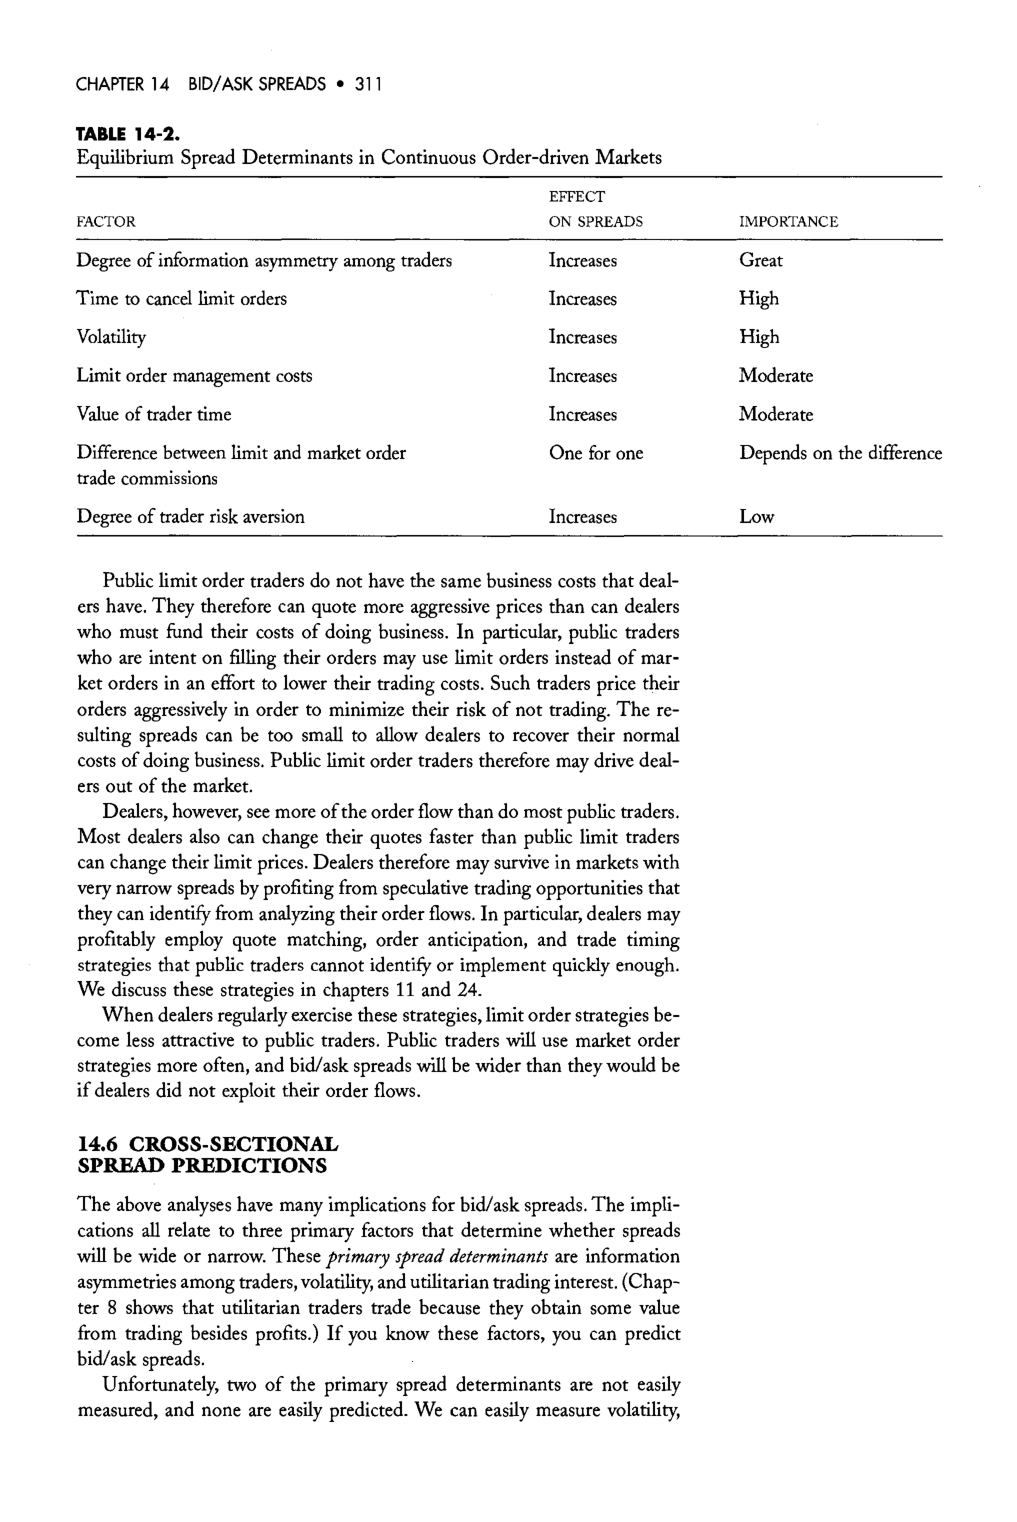 CHAPTER 14 BID/ASK SPREADS • 311
TABLE 14-2.
Equilibrium Spread Determinants in Continuous Order-driven Markets
EFFECT
FACTOR ON SPREADS IMPORTANCE
Degree of information asymmetry among traders Increases Great
Time to cancel limit orders Increases High
Volatility Increases High
Limit order management costs Increases Moderate
Value of trader time Increases Moderate
Difference between limit and market order One for one Depends on the difference
trade commissions
Degree of trader risk aversion Increases Low
Public limit order traders do not have the same business costs that deal-
ers have. They therefore can quote more aggressive prices than can dealers
who must fund their costs of doing business. In particular, public traders
who are intent on filling their orders may use limit orders instead of mar-
ket orders in an effort to lower their trading costs. Such traders price their
orders aggressively in order to minimize their risk of not trading. The re-
sulting spreads can be too small to allow dealers to recover their normal
costs of doing business. Public limit order traders therefore may drive deal-
ers out of the market.
Dealers, however, see more of the order flow than do most public traders.
Most dealers also can change their quotes faster than public limit traders
can change their limit prices. Dealers therefore may survive in markets with
very narrow spreads by profiting from speculative trading opportunities that
they can identify from analyzing their order flows. In particular, dealers may
profitably employ quote matching, order anticipation, and trade timing
strategies that public traders cannot identify or implement quickly enough.
We discuss these strategies in chapters 11 and 24.
When dealers regularly exercise these strategies, limit order strategies be-
come less attractive to public traders. Public traders will use market order
strategies more often, and bid/ask spreads will be wider than they would be
if dealers did not exploit their order flows.
14.6 CROSS-SECTIONAL
SPREAD PREDICTIONS
The above analyses have many implications for bid/ask spreads. The impli-
cations all relate to three primary factors that determine whether spreads
will be wide or narrow. These primary spread determinants are information
asymmetries among traders, volatility, and utilitarian trading interest. (Chap-
ter 8 shows that utilitarian traders trade because they obtain some value
from trading besides profits.) If you know these factors, you can predict
bid/ask spreads.
Unfortunately, two of the primary spread determinants are not easily
measured, and none are easily predicted. We can easily measure volatility,